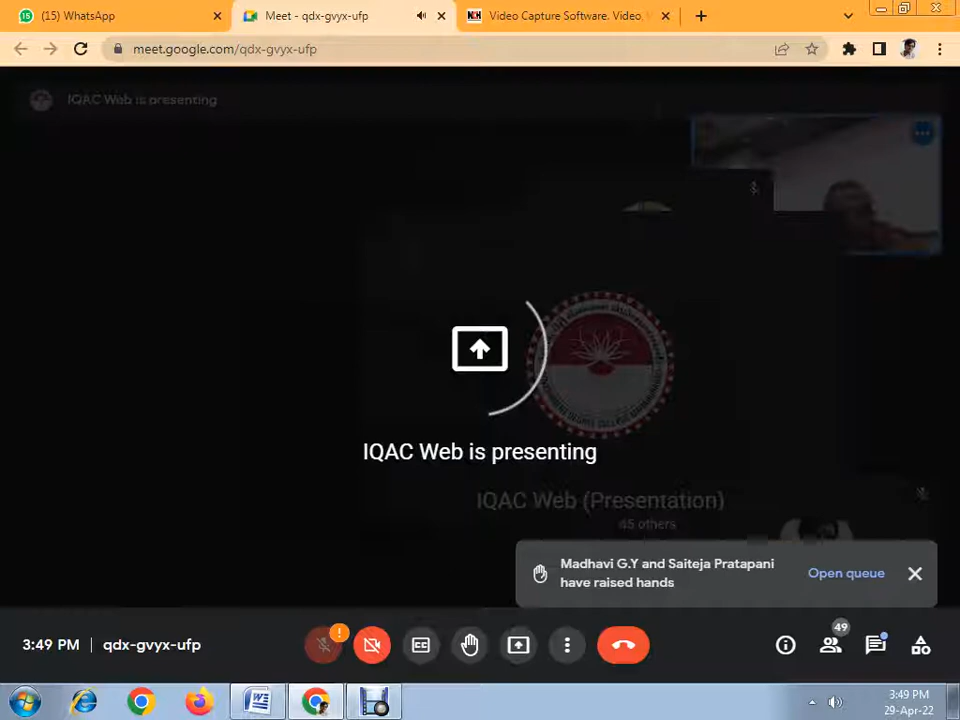 (15) WhatsApp
Meet - qdx-gvyx-ufp
Video Capture Software. Video,
meet.google.com/qdx-gvyx-ufp
IQAC Web is presenting
IQAC Web is presenting
IQAC Web (Presentation)
45 others
Madhavi G.Y and Saiteja Pratapani
have raised hands
Open queue
3:49 PM | qdx-gvyx-ufp
49
3:49 PM
29-Apr-22